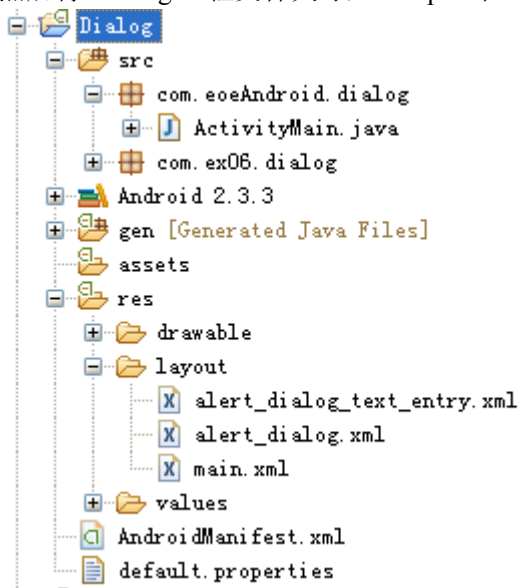 Dialog
src
com.eoeAndroid.dialog
ActivityMain.java
com.ex06.dialog
Android 2.3.3
gen [Generated Java Files]
assets
res
drawable
layout
alert_dialog_text_entry.xml
alert_dialog.xml
main.xml
values
AndroidManifest.xml
default.properties